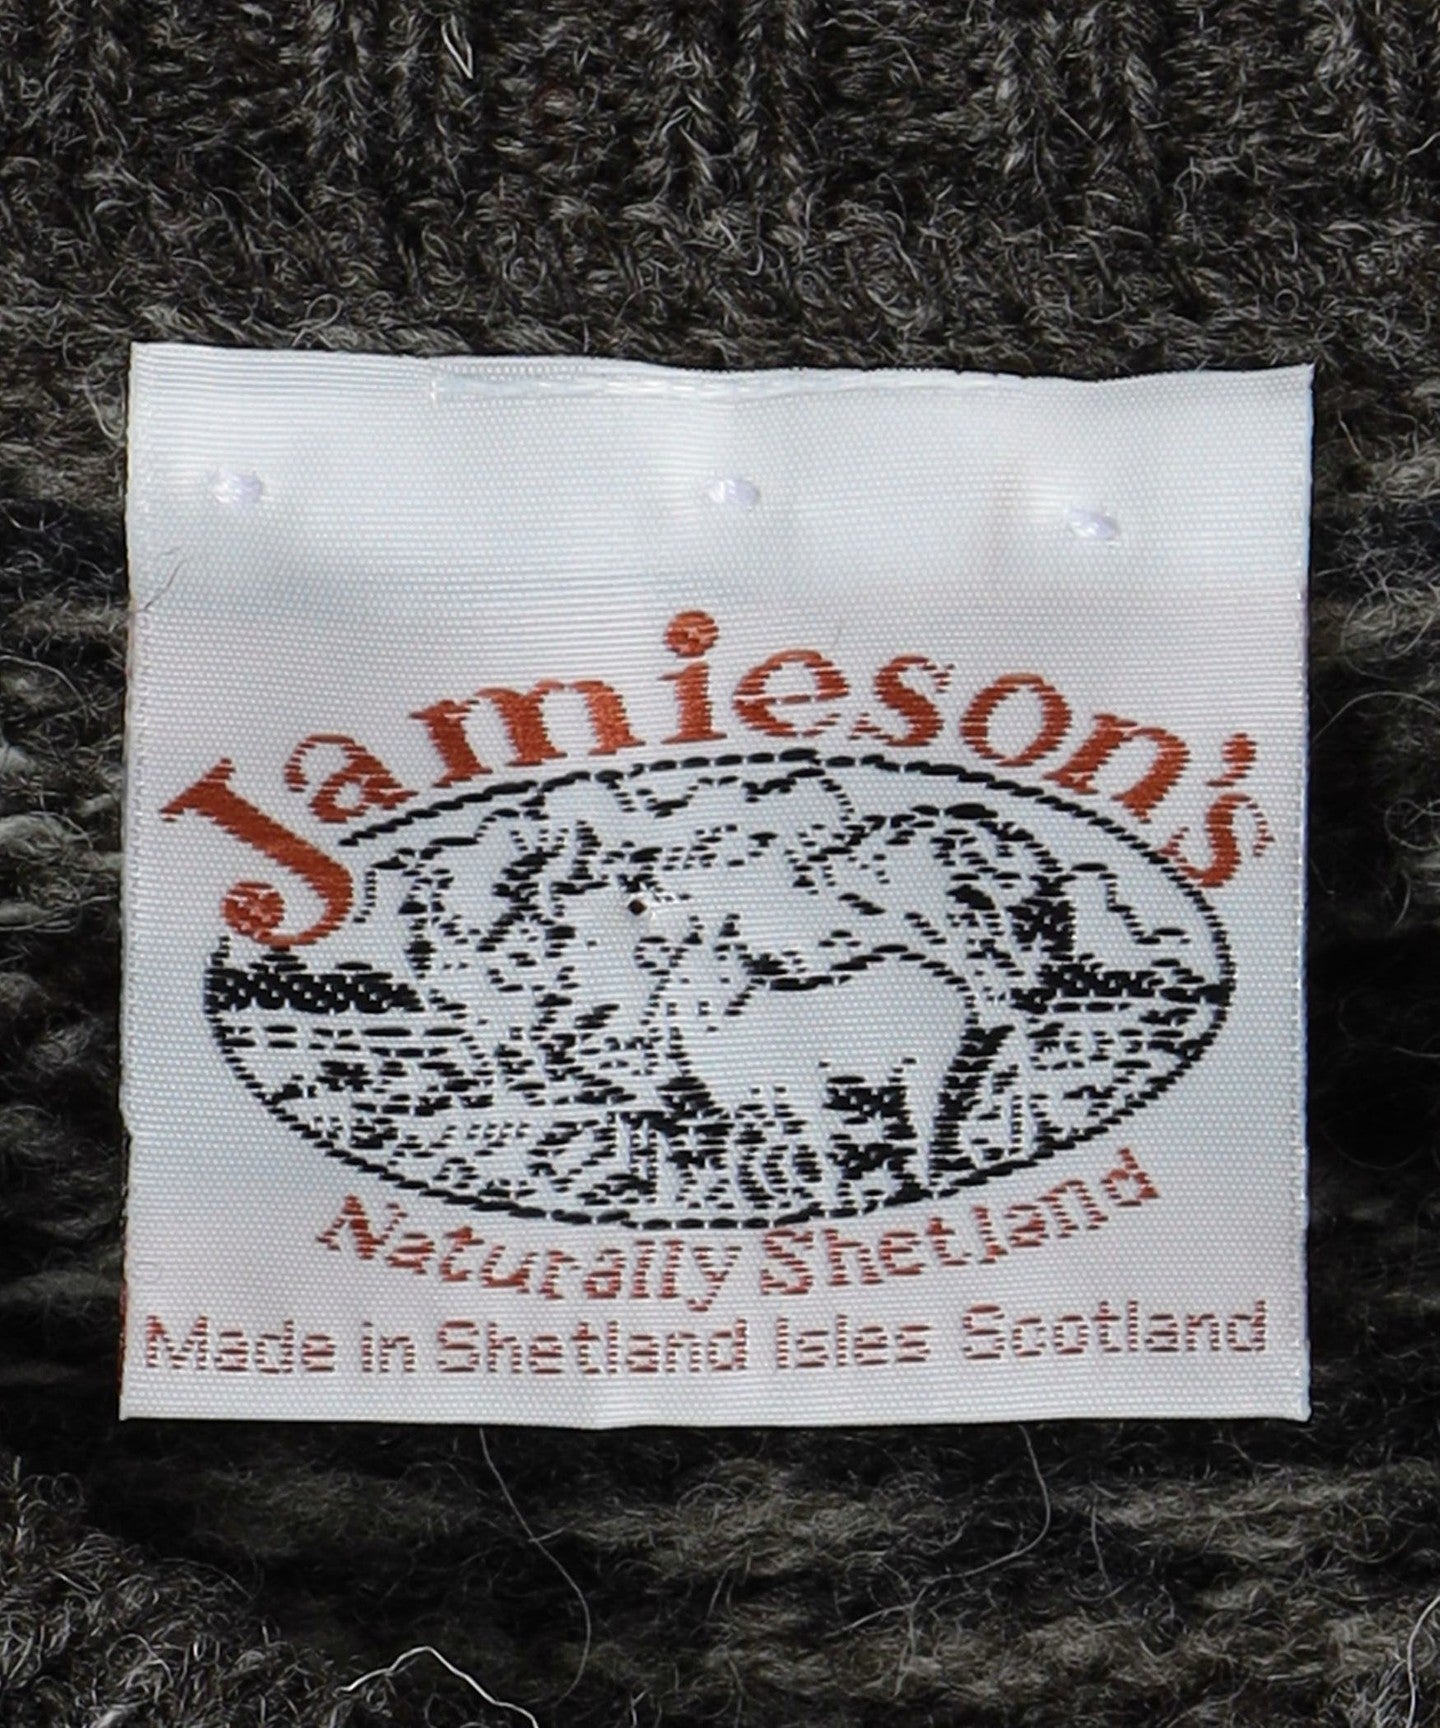 Jamieson's
Naturally Shetland
Made in Shetland Isles Scotland